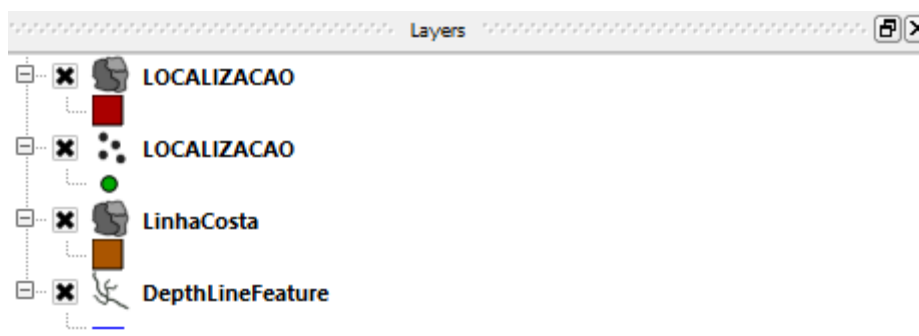 Layers
LOCALIZACAO
LOCALIZACAO
LinhaCosta
DepthLineFeature